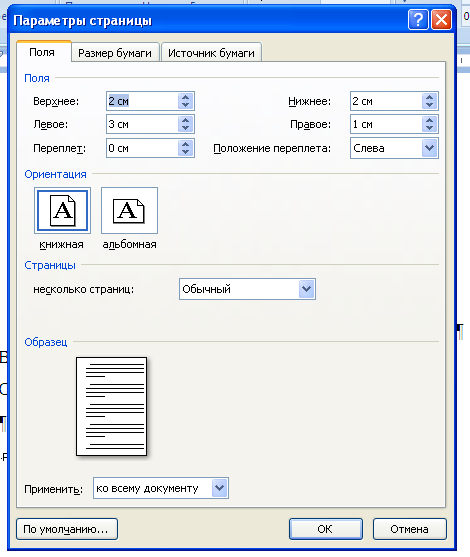 Параметры страницы
Поля Размер бумаги Источник бумаги
Поля
Верхнее: 2 см Нижнее: 2 см
Левое: 3 см Правое: 1 см
Переплет: 0 см Положение переплета: Слева
Ориентация
A A
книжная альбомная
Страницы
несколько страниц: Обычный
Образец
Применить: ко всему документу
По умолчанию... ОК Отмена